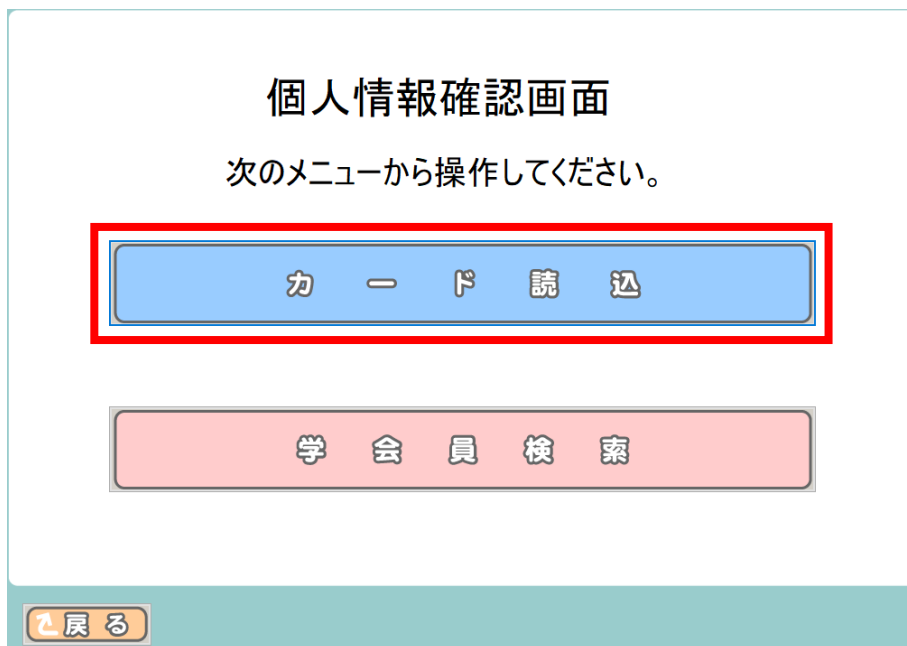 個人情報確認画面
次のメニューから操作してください。
カード読込
学会員検索
戻る